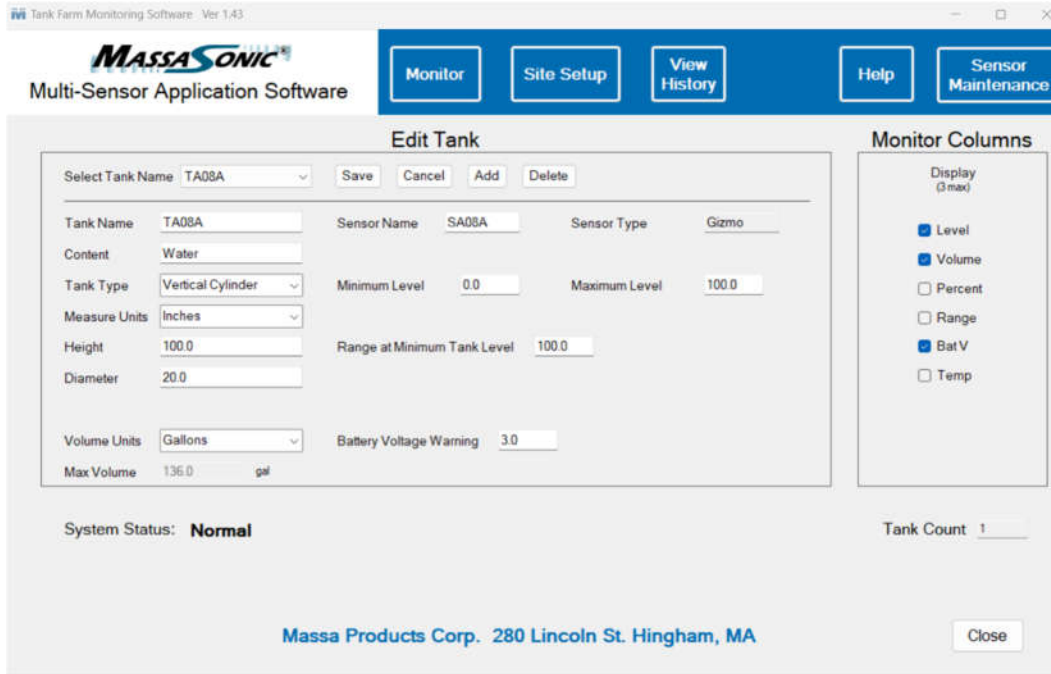 Tank Farm Monitoring Software Ver 1.43
MASSASONIC®
Multi-Sensor Application Software
Monitor
Site Setup
View
History
Help
Sensor
Maintenance
Edit Tank
Select Tank Name TA08A Save Cancel Add Delete
Tank Name TA08A Sensor Name SA08A Sensor Type Gizmo
Content Water
Tank Type Vertical Cylinder Minimum Level 0.0 Maximum Level 100.0
Measure Units Inches
Height 100.0 Range at Minimum Tank Level 100.0
Diameter 20.0
Volume Units Gallons Battery Voltage Warning 3.0
Max Volume 136.0 gal
Monitor Columns
Display
(3 max)
Level
Volume
Percent
Range
Bat V
Temp
System Status: Normal
Tank Count 1
Massa Products Corp. 280 Lincoln St. Hingham, MA
Close